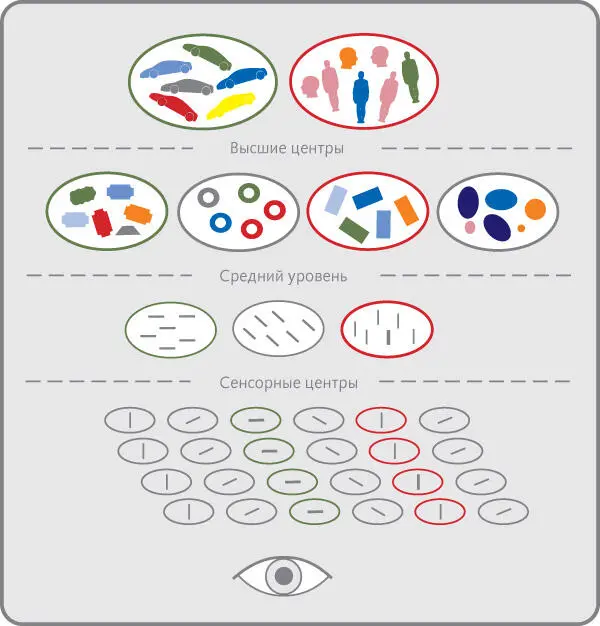 Высшие центры
Средний уровень
Сенсорные центры